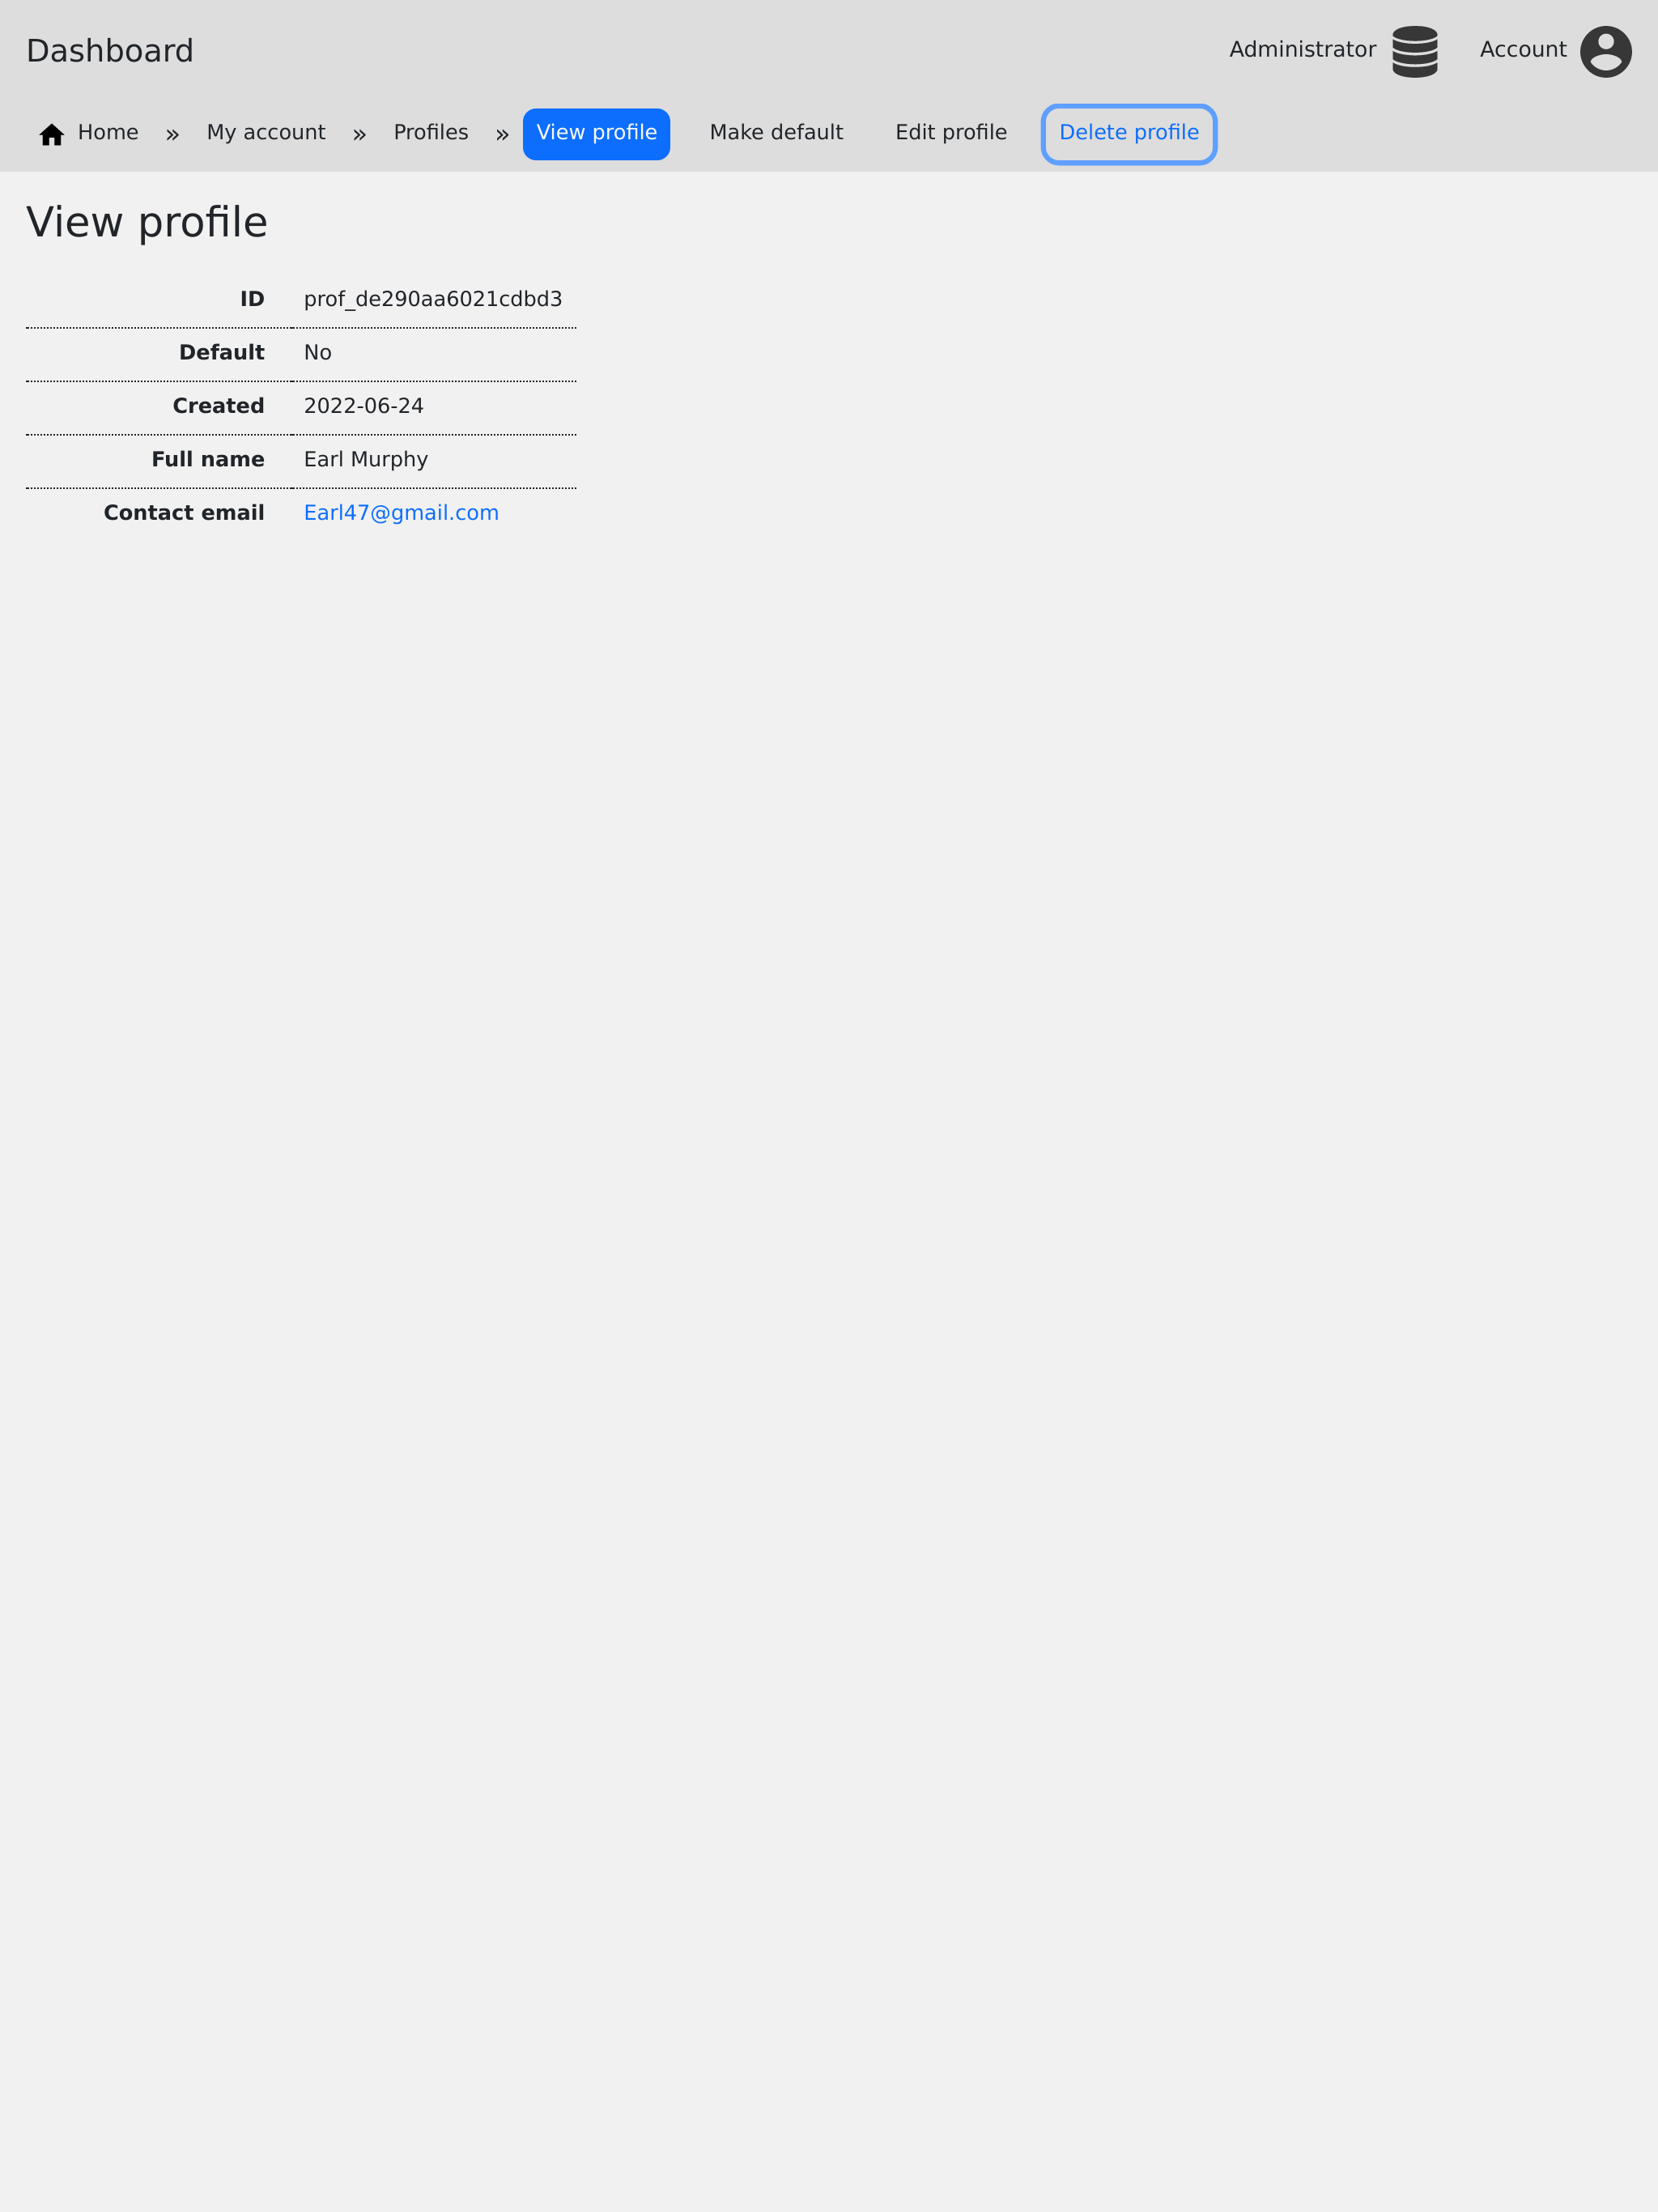 Dashboard
Administrator
Account
Home » My account » Profiles » View profile Make default Edit profile Delete profile
View profile
ID prof_de290aa6021cdbd3
Default No
Created 2022-06-24
Full name Earl Murphy
Contact email Earl47@gmail.com